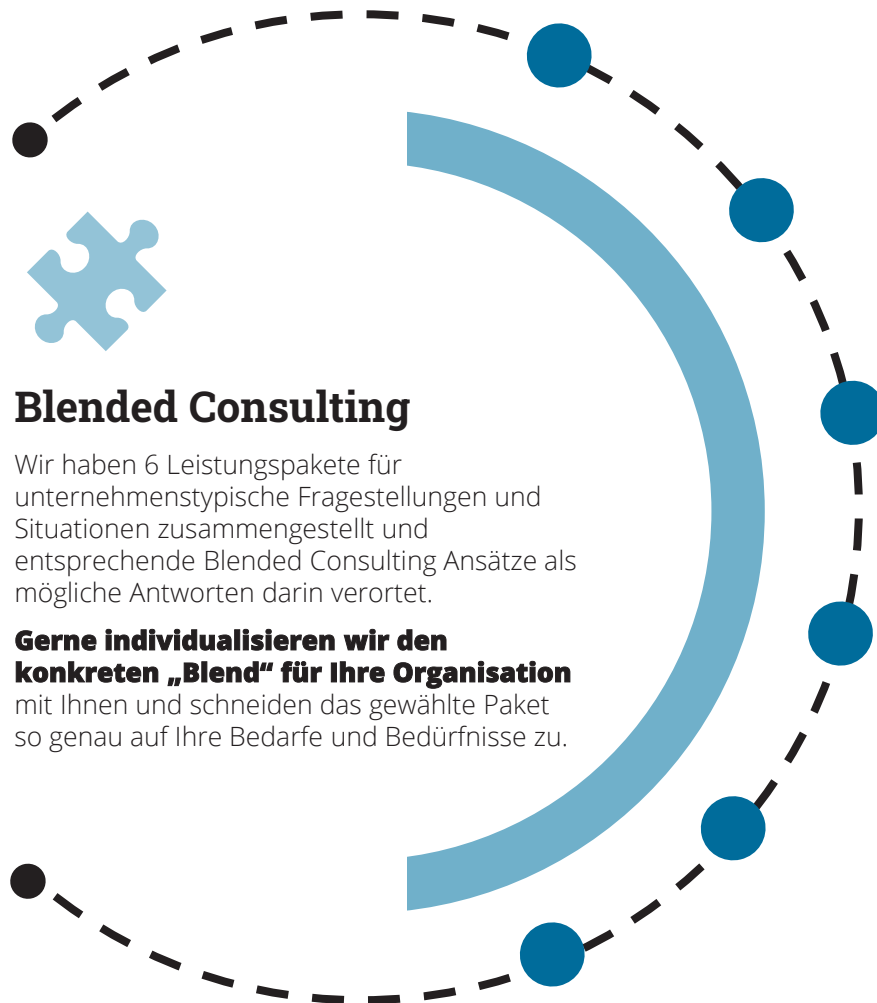 Blended Consulting
Wir haben 6 Leistungspakete für
unternehmenstypische Fragestellungen und
Situationen zusammengestellt und
entsprechende Blended Consulting Ansätze als
mögliche Antworten darin verortet.
Gerne individualisieren wir den
konkreten „Blend“ für Ihre Organisation
mit Ihnen und schneiden das gewählte Paket
so genau auf Ihre Bedarfe und Bedürfnisse zu.